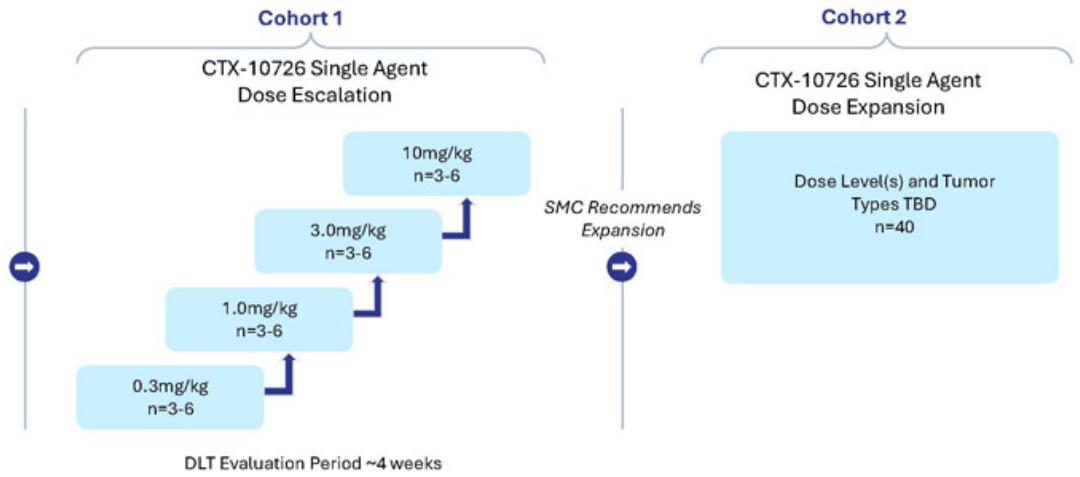 Cohort 1
CTX-10726 Single Agent
Dose Escalation
10mg/kg
n=3-6
3.0mg/kg
n=3-6
1.0mg/kg
n=3-6
0.3mg/kg
n=3-6
DLT Evaluation Period ~4 weeks
SMC Recommends
Expansion
Cohort 2
CTX-10726 Single Agent
Dose Expansion
Dose Level(s) and Tumor
Types TBD
n=40